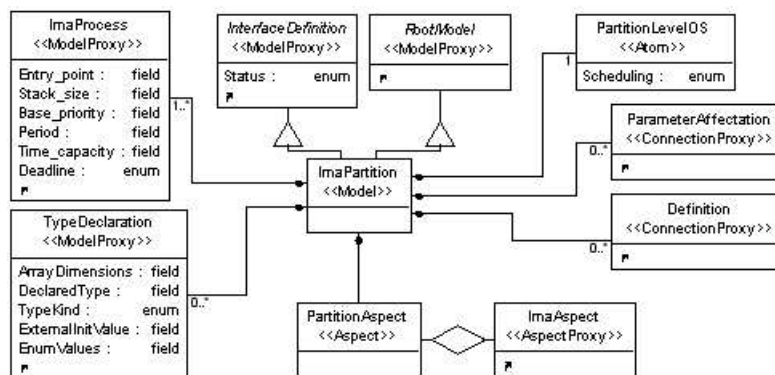 ImaProcess
<<ModelProxy>>
Entry_point : field
Stack_size : field
Base_priority : field
Period : field
Time_capacity : field
Deadline : enum
1..*
InterfaceDefinition
<<ModelProxy>>
Status : enum
RootModel
<<ModelProxy>>
PartitionLevelOS
<<Atom>>
Scheduling : enum
1
ParameterAffectation
<<ConnectionProxy>>
0..*
ImaPartition
<<Model>>
TypeDeclaration
<<ModelProxy>>
ArrayDimensions : field
DeclaredType : field
TypeKind : enum
ExternalInitValue : field
EnumValues : field
0..*
Definition
<<ConnectionProxy>>
0..*
PartitionAspect
<<Aspect>>
ImaAspect
<<AspectProxy>>